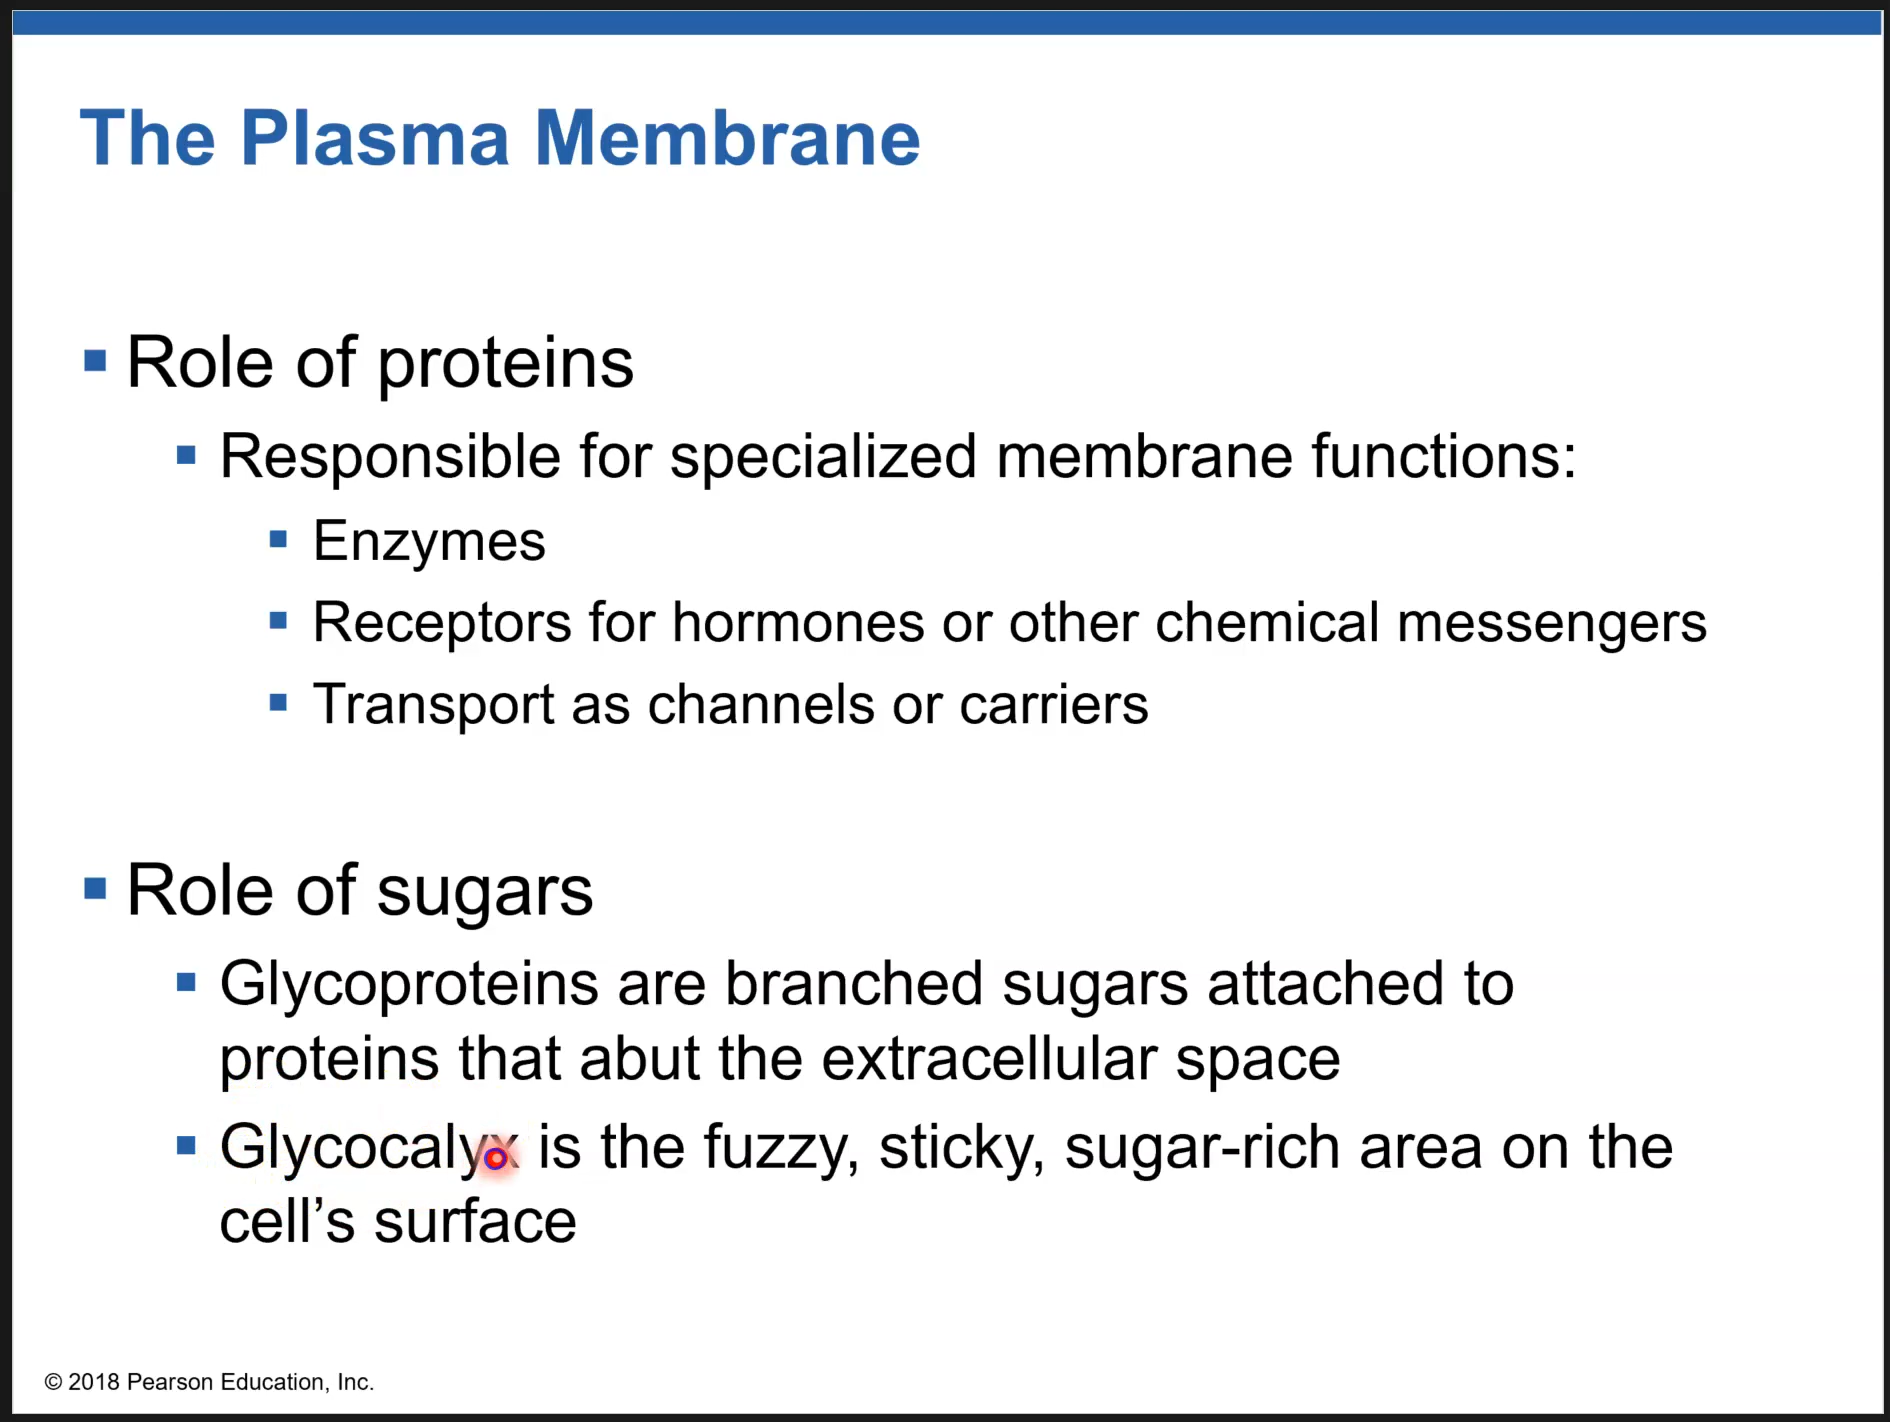 The Plasma Membrane
Role of proteins
Responsible for specialized membrane functions:
Enzymes
Receptors for hormones or other chemical messengers
Transport as channels or carriers
Role of sugars
Glycoproteins are branched sugars attached to
proteins that abut the extracellular space
Glycocalyx is the fuzzy, sticky, sugar-rich area on the
cell’s surface
© 2018 Pearson Education, Inc.